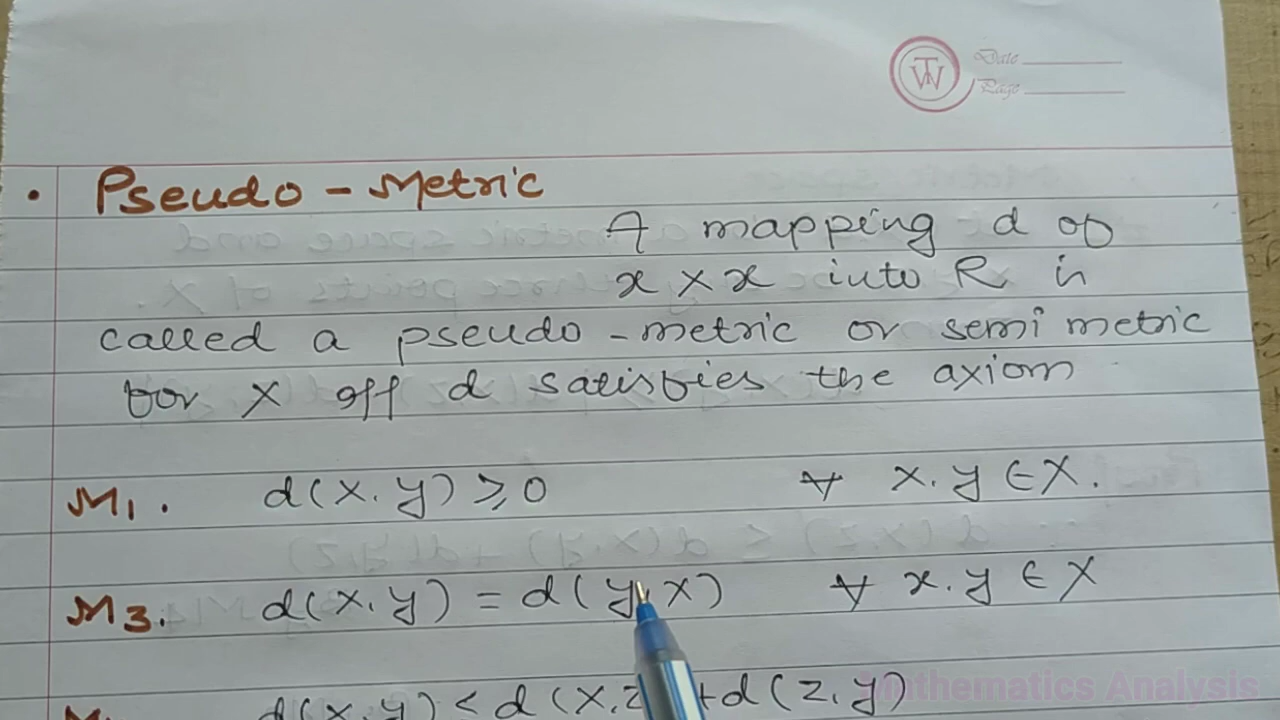 Date
Page
• Pseudo - Metric
A mapping d of
x × x into R is
called a pseudo - metric or semi metric
for X iff d satisfies the axiom
M1. d(x, y) ≥ 0 ∀ x, y ∈ X.
M3. d(x, y) = d(y, x) ∀ x, y ∈ X
d(x, y) < d(x, z) + d(z, y)
Mathematics Analysis